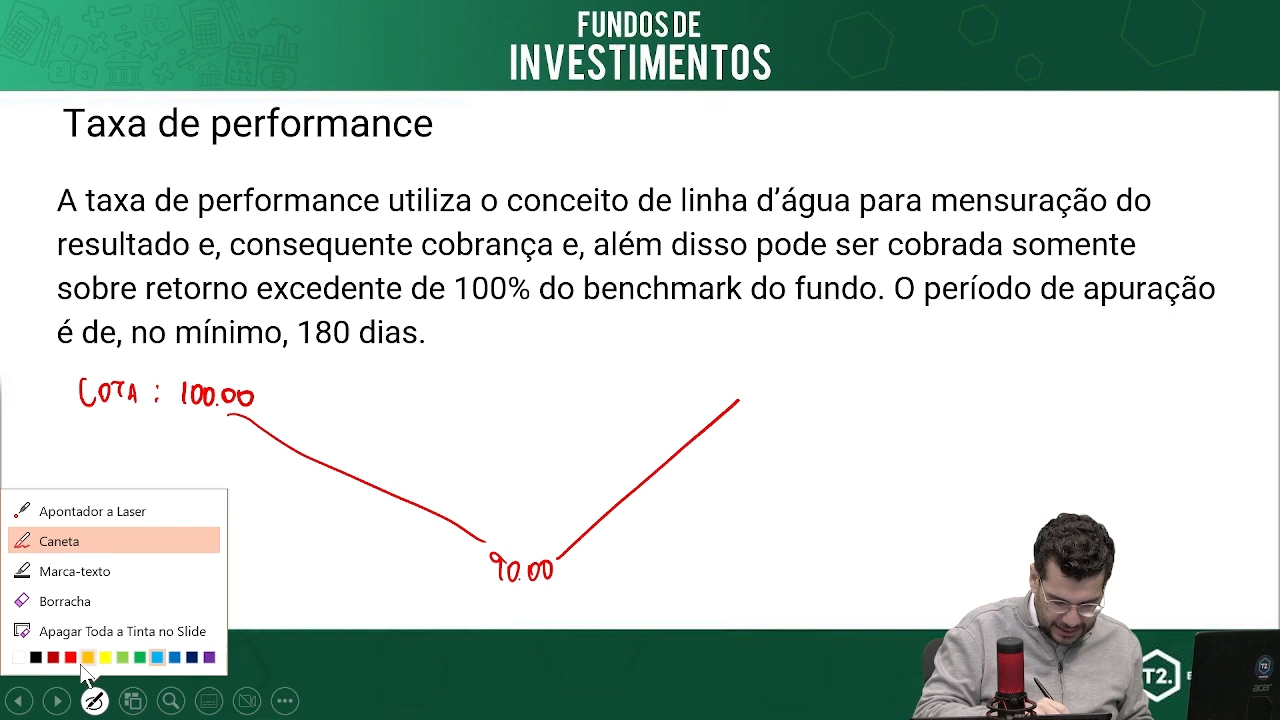 FUNDOS DE
INVESTIMENTOS
Taxa de performance
A taxa de performance utiliza o conceito de linha d’água para mensuração do
resultado e, consequente cobrança e, além disso pode ser cobrada somente
sobre retorno excedente de 100% do benchmark do fundo. O período de apuração
é de, no mínimo, 180 dias.
COTA : 100.00
90.00
Apontador a Laser
Caneta
Marca-texto
Borracha
Apagar Toda a Tinta no Slide
T2.
T2
acer